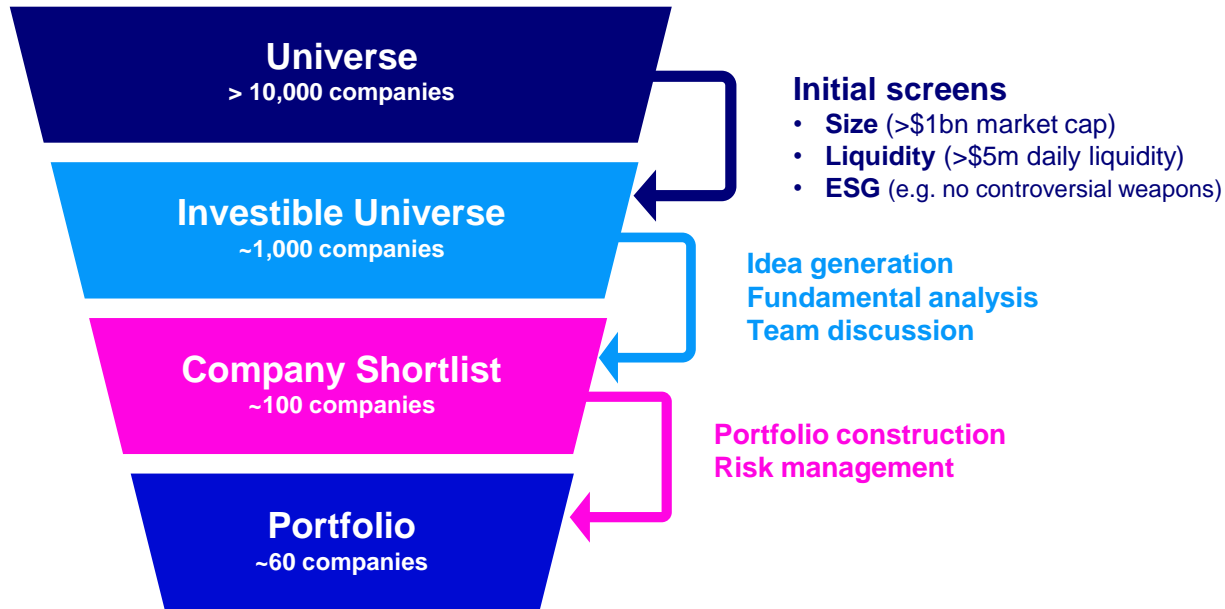 Universe
> 10,000 companies
Initial screens
• Size (>$1bn market cap)
• Liquidity (>$5m daily liquidity)
• ESG (e.g. no controversial weapons)
Investible Universe
~1,000 companies
Idea generation
Fundamental analysis
Team discussion
Company Shortlist
~100 companies
Portfolio construction
Risk management
Portfolio
~60 companies